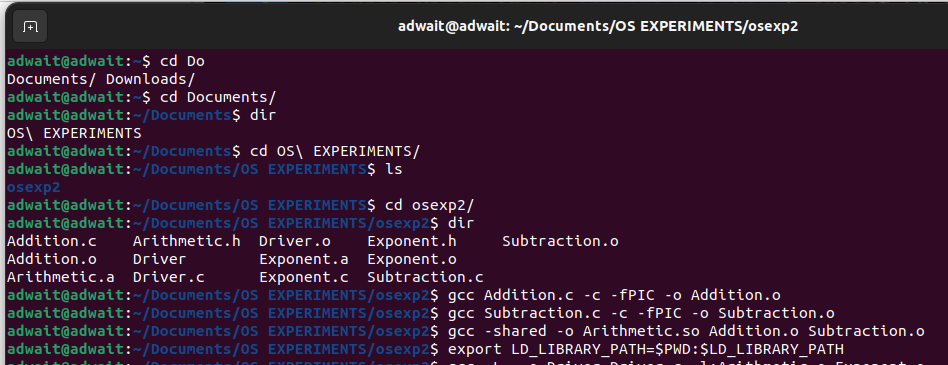 adwait@adwait: ~/Documents/OS EXPERIMENTS/osexp2
adwait@adwait:~$ cd Do
Documents/ Downloads/
adwait@adwait:~$ cd Documents/
adwait@adwait:~/Documents$ dir
OS\ EXPERIMENTS
adwait@adwait:~/Documents$ cd OS\ EXPERIMENTS/
adwait@adwait:~/Documents/OS EXPERIMENTS$ ls
osexp2
adwait@adwait:~/Documents/OS EXPERIMENTS$ cd osexp2/
adwait@adwait:~/Documents/OS EXPERIMENTS/osexp2$ dir
Addition.c Arithmetic.h Driver.o Exponent.h Subtraction.o
Addition.o Driver Exponent.a Exponent.o
Arithmetic.a Driver.c Exponent.c Subtraction.c
adwait@adwait:~/Documents/OS EXPERIMENTS/osexp2$ gcc Addition.c -c -fPIC -o Addition.o
adwait@adwait:~/Documents/OS EXPERIMENTS/osexp2$ gcc Subtraction.c -c -fPIC -o Subtraction.o
adwait@adwait:~/Documents/OS EXPERIMENTS/osexp2$ gcc -shared -o Arithmetic.so Addition.o Subtraction.o
adwait@adwait:~/Documents/OS EXPERIMENTS/osexp2$ export LD_LIBRARY_PATH=$PWD:$LD_LIBRARY_PATH